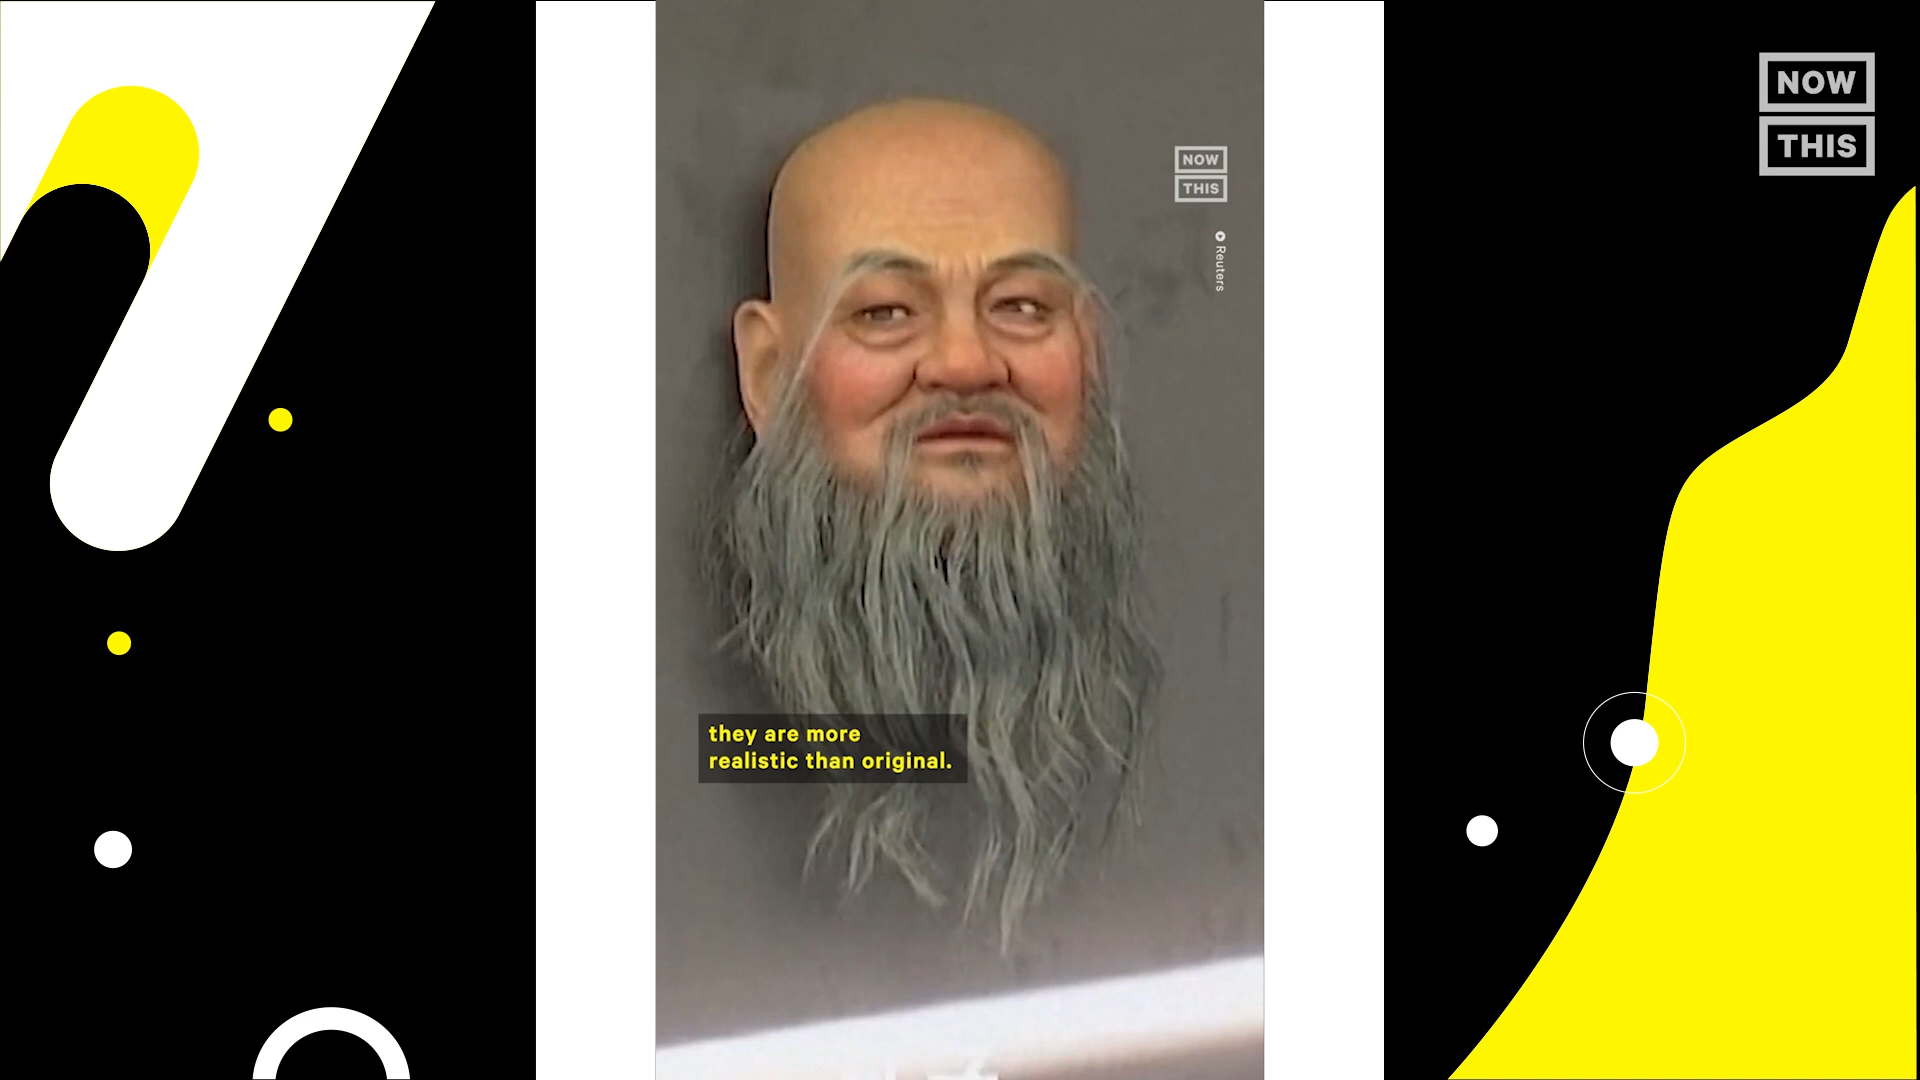 NOW
THIS
NOW
THIS
Reuters
they are more
realistic than original.